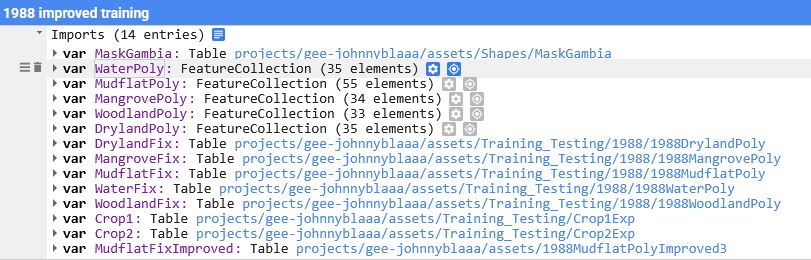 1988 improved training
Imports (14 entries)
var MaskGambia: Table projects/gee-johnnyblaaa/assets/Shapes/MaskGambia
var WaterPoly: FeatureCollection (35 elements)
var MudflatPoly: FeatureCollection (55 elements)
var MangrovePoly: FeatureCollection (34 elements)
var WoodlandPoly: FeatureCollection (33 elements)
var DrylandPoly: FeatureCollection (35 elements)
var DrylandFix: Table projects/gee-johnnyblaaa/assets/Training_Testing/1988/1988DrylandPoly
var MangroveFix: Table projects/gee-johnnyblaaa/assets/Training_Testing/1988/1988MangrovePoly
var MudflatFix: Table projects/gee-johnnyblaaa/assets/Training_Testing/1988/1988MudflatPoly
var WaterFix: Table projects/gee-johnnyblaaa/assets/Training_Testing/1988/1988WaterPoly
var WoodlandFix: Table projects/gee-johnnyblaaa/assets/Training_Testing/1988/1988WoodlandPoly
var Crop1: Table projects/gee-johnnyblaaa/assets/Training_Testing/Crop1Exp
var Crop2: Table projects/gee-johnnyblaaa/assets/Training_Testing/Crop2Exp
var MudflatFixImproved: Table projects/gee-johnnyblaaa/assets/1988MudflatPolyImproved3